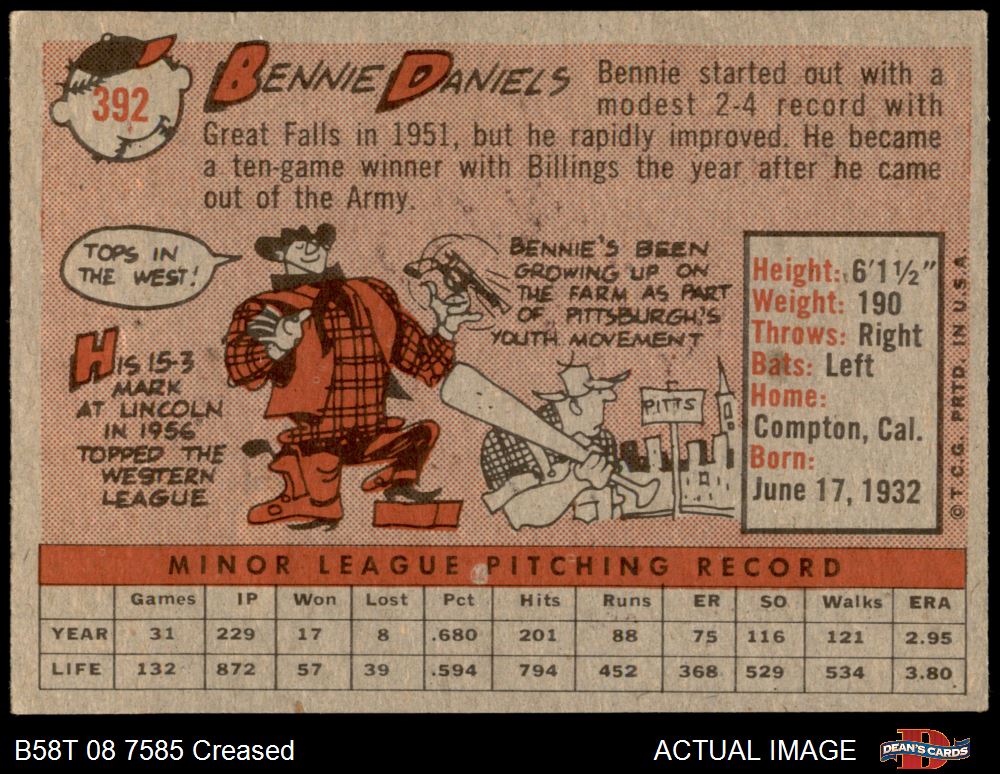 392
BENNIE DANIELS
Bennie started out with a
modest 2-4 record with
Great Falls in 1951, but he rapidly improved. He became
a ten-game winner with Billings the year after he came
out of the Army.
TOPS IN
THE WEST!
HIS 15-3
MARK
AT LINCOLN
IN 1956
TOPPED THE
WESTERN
LEAGUE
BENNIE'S BEEN
GROWING UP ON
THE FARM AS PART
OF PITTSBURGH'S
YOUTH MOVEMENT
PITTS
Height: 6'1½"
Weight: 190
Throws: Right
Bats: Left
Home:
Compton, Cal.
Born:
June 17, 1932
© T.C.G. PRTD. IN U.S.A.
MINOR LEAGUE PITCHING RECORD
Games IP Won Lost Pct Hits Runs ER SO Walks ERA
YEAR 31 229 17 8 .680 201 88 75 116 121 2.95
LIFE 132 872 57 39 .594 794 452 368 529 534 3.80
B58T 08 7585 Creased
ACTUAL IMAGE
DEAN'S CARDS